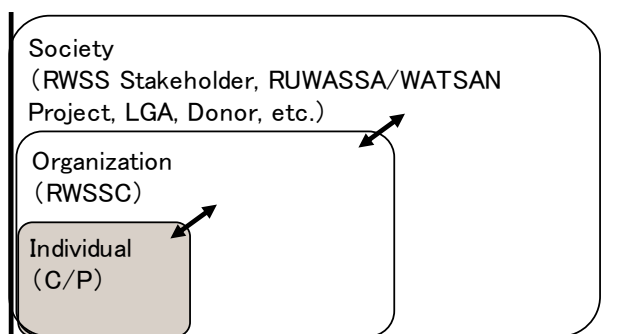 Society
（RWSS Stakeholder, RUWASSA/WATSAN
Project, LGA, Donor, etc.）
Organization
（RWSSC）
Individual
（C/P）